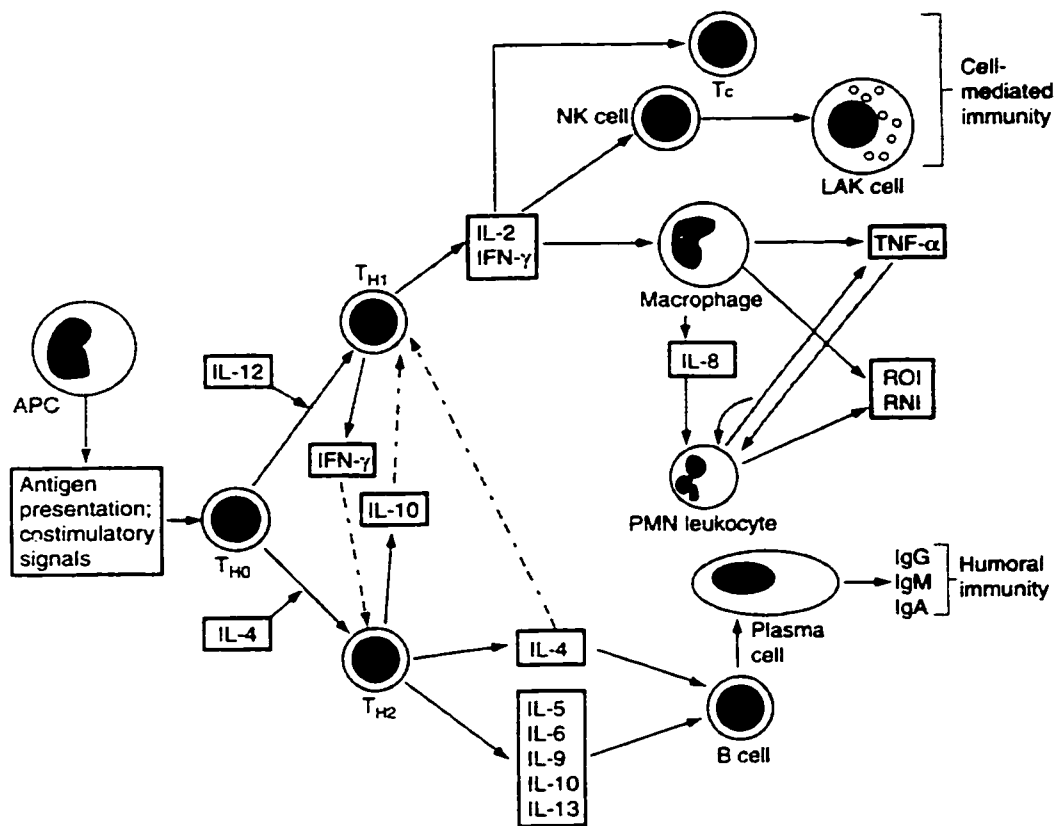 Tc
NK cell
LAK cell
Cell-
mediated
immunity
IL-2
IFN-γ
Macrophage
TNF-α
TH1
IL-8
ROI
RNI
APC
IL-12
IFN-γ
IL-10
PMN leukocyte
Antigen
presentation;
costimulatory
signals
TH0
IL-4
TH2
IL-4
IL-5
IL-6
IL-9
IL-10
IL-13
Plasma
cell
B cell
IgG
IgM
IgA
Humoral
immunity